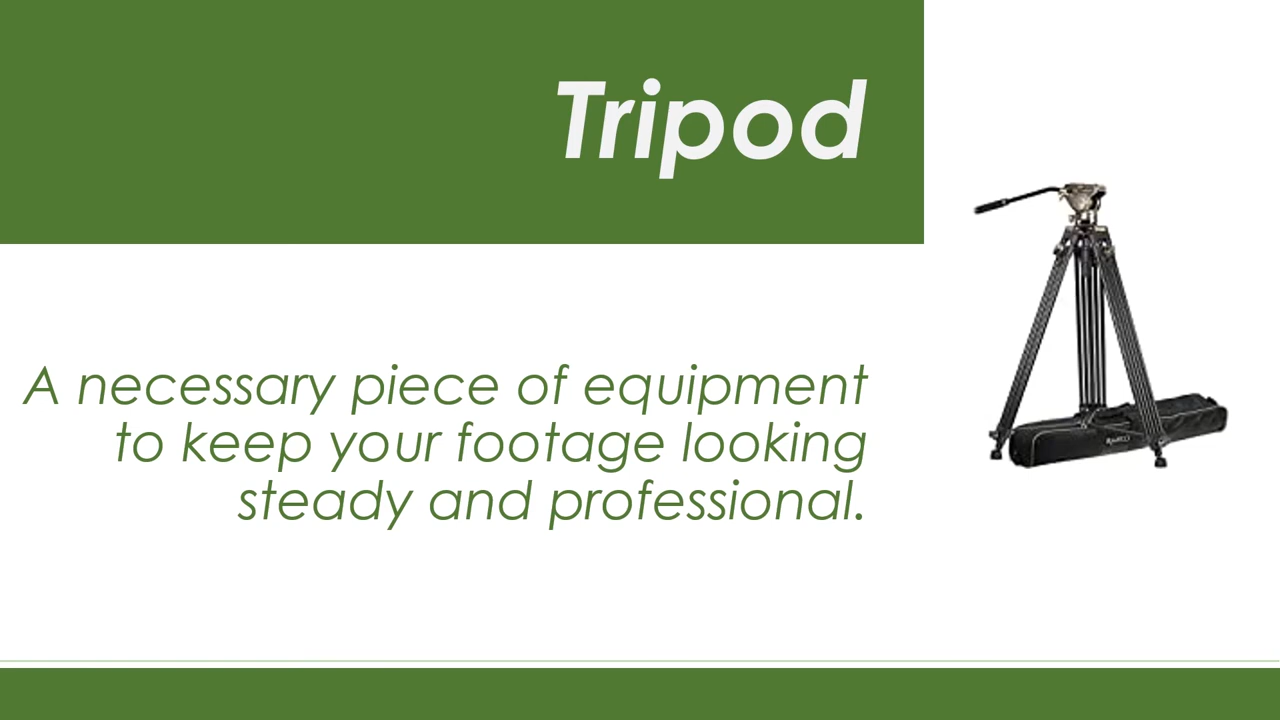 Tripod
A necessary piece of equipment
to keep your footage looking
steady and professional.